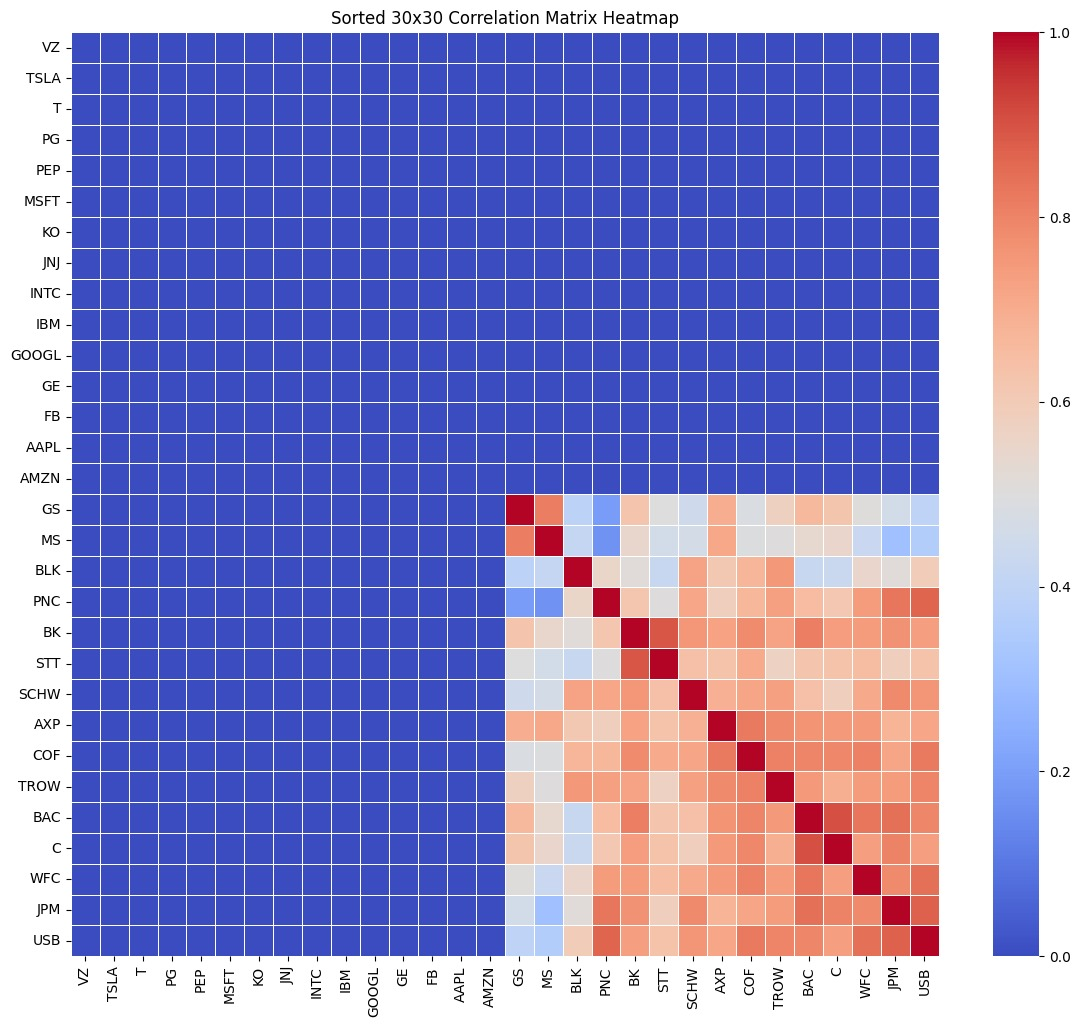 Sorted 30x30 Correlation Matrix Heatmap
VZ
TSLA
T
PG
PEP
MSFT
KO
JNJ
INTC
IBM
GOOGL
GE
FB
AAPL
AMZN
GS
MS
BLK
PNC
BK
STT
SCHW
AXP
COF
TROW
BAC
C
WFC
JPM
USB
VZ TSLA T PG PEP MSFT KO JNJ INTC IBM GOOGL GE FB AAPL AMZN GS MS BLK PNC BK STT SCHW AXP COF TROW BAC C WFC JPM USB
1.0
0.8
0.6
0.4
0.2
0.0